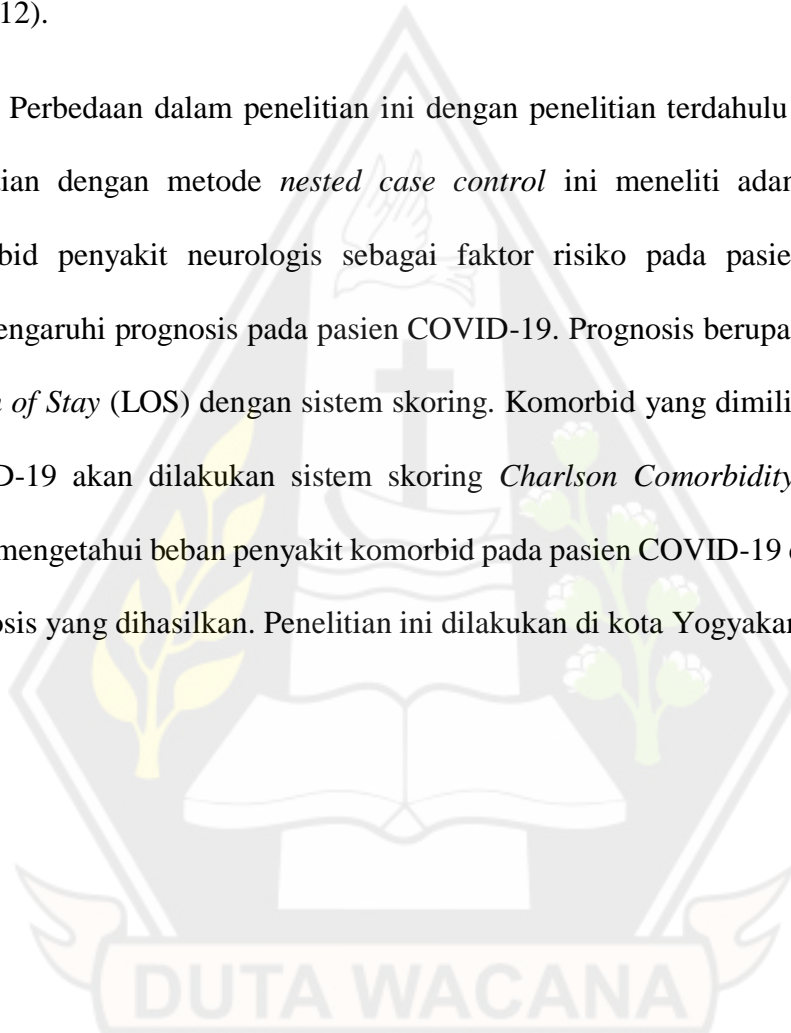 12).
Perbedaan dalam penelitian ini dengan penelitian terdahulu
tian dengan metode nested case control ini meneliti adan
bid penyakit neurologis sebagai faktor risiko pada pasie
engaruhi prognosis pada pasien COVID-19. Prognosis berupa
of Stay (LOS) dengan sistem skoring. Komorbid yang dimili
D-19 akan dilakukan sistem skoring Charlson Comorbidity
mengetahui beban penyakit komorbid pada pasien COVID-19
osis yang dihasilkan. Penelitian ini dilakukan di kota Yogyakar
DUTA WACANA